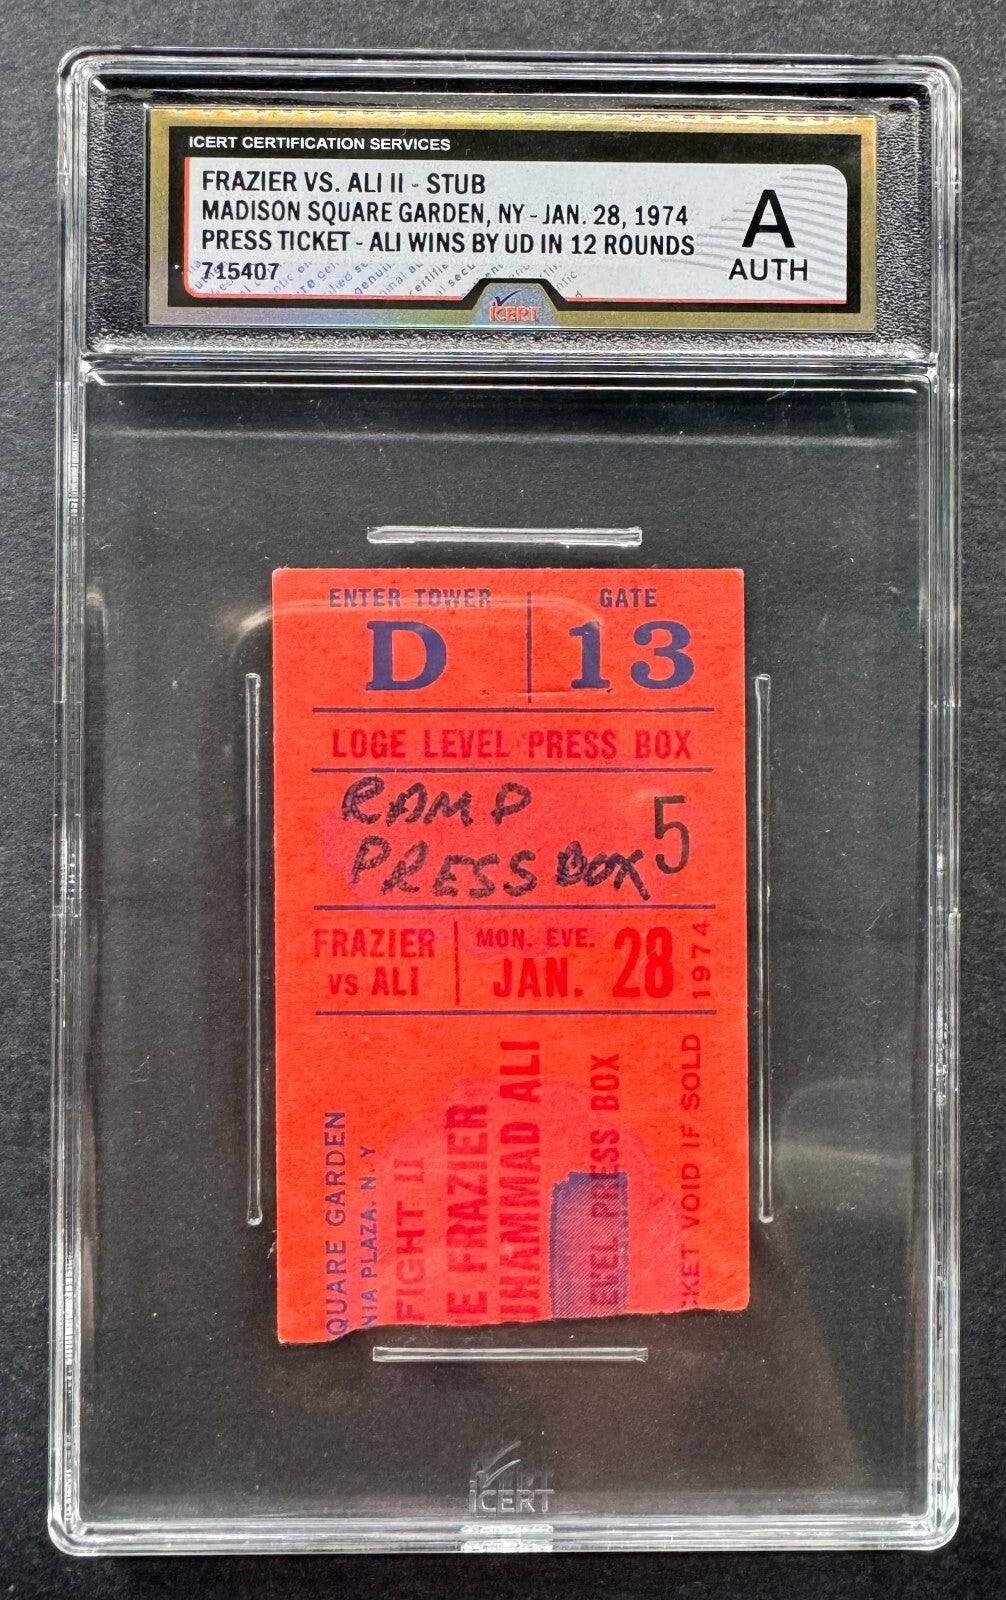 ICERT CERTIFICATION SERVICES
FRAZIER VS. ALI II - STUB
MADISON SQUARE GARDEN, NY - JAN. 28, 1974
PRESS TICKET - ALI WINS BY UD IN 12 ROUNDS
715407
A
AUTH
iCERT
ENTER TOWER
D
GATE
13
LOGE LEVEL PRESS BOX
RAMP
PRESS BOX 5
FRAZIER
VS ALI
MON. EVE.
JAN. 28
1974
QUARE GARDEN
NIA PLAZA, N.Y
FIGHT II
E FRAZIER
UHAMMAD ALI
EVEL PRESS BOX
KET VOID IF SOLD
iCERT